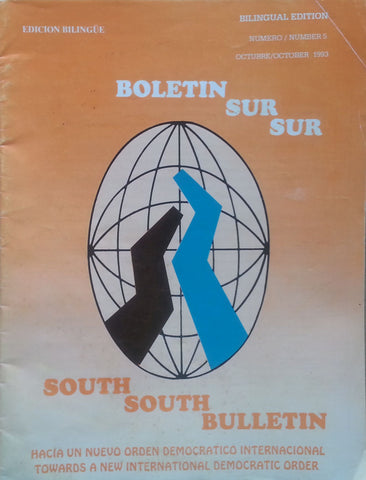 EDICION BILINGÜE
BILINGUAL EDITION
NUMERO / NUMBER 5
OCTUBRE/OCTOBER 1993
BOLETIN
SUR
SUR
SOUTH
SOUTH
BULLETIN
HACÍA UN NUEVO ORDEN DEMOCRATICO INTERNACIONAL
TOWARDS A NEW INTERNATIONAL DEMOCRATIC ORDER